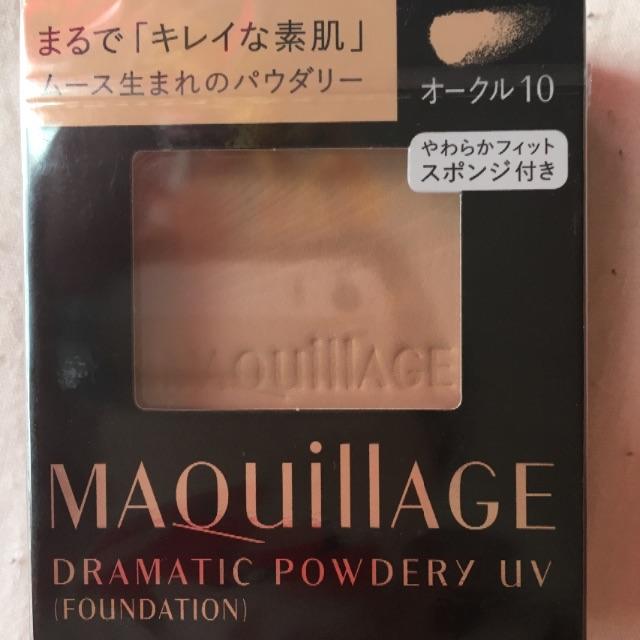 まるで「キレイな素肌」
ムース生まれのパウダリー
オークル10
やわらかフィット
スポンジ付き
MAQuillAGE
MAQuillAGE
DRAMATIC POWDERY UV
(FOUNDATION)